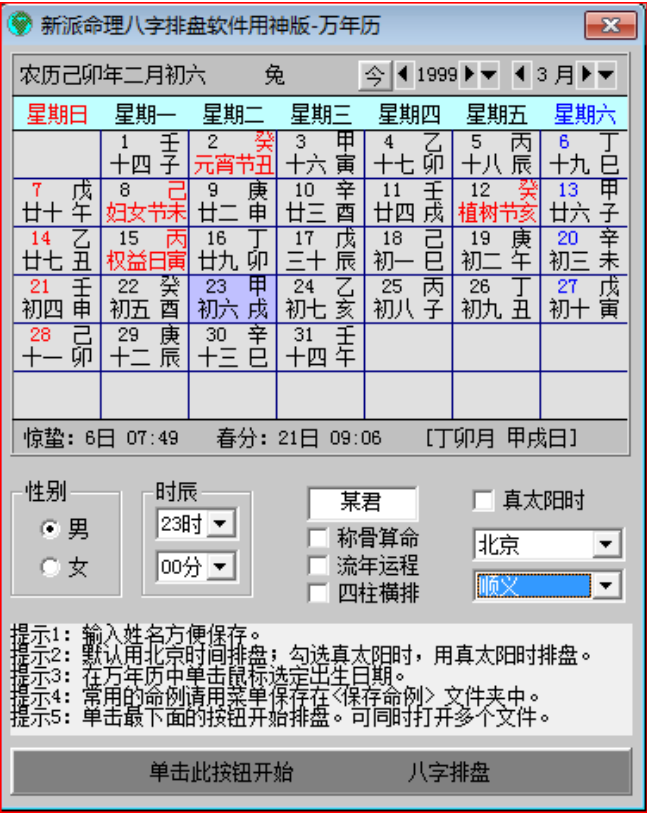 新派命理八字排盘软件用神版-万年历
农历己卯年二月初六 兔 今 1999 3 月
星期日 星期一 星期二 星期三 星期四 星期五 星期六
1 壬 2 癸 3 甲 4 乙 5 丙 6 丁
十四 子 元宵节丑 十六 寅 十七 卯 十八 辰 十九 巳
7 戊 8 己 9 庚 10 辛 11 壬 12 癸 13 甲
廿十 午 妇女节未 廿二 申 廿三 酉 廿四 戌 植树节亥 廿六 子
14 乙 15 丙 16 丁 17 戊 18 己 19 庚 20 辛
廿七 丑 权益日寅 廿九 卯 三十 辰 初一 巳 初二 午 初三 未
21 壬 22 癸 23 甲 24 乙 25 丙 26 丁 27 戊
初四 申 初五 酉 初六 戌 初七 亥 初八 子 初九 丑 初十 寅
28 己 29 庚 30 辛 31 壬
十一 卯 十二 辰 十三 巳 十四 午
惊蛰: 6日 07:49 春分: 21日 09:06 [丁卯月 甲戌日]
性别 时辰 某君 真太阳时
男 23时 称骨算命 北京
女 00分 流年运程 顺义
四柱横排
提示1: 输入姓名方便保存。
提示2: 默认用北京时间排盘; 勾选真太阳时, 用真太阳时排盘。
提示3: 在万年历中单击鼠标选定出生日期。
提示4: 常用的命例请用菜单保存在<保存命例> 文件夹中。
提示5: 单击最下面的按钮开始排盘。可同时打开多个文件。
单击此按钮开始 八字排盘